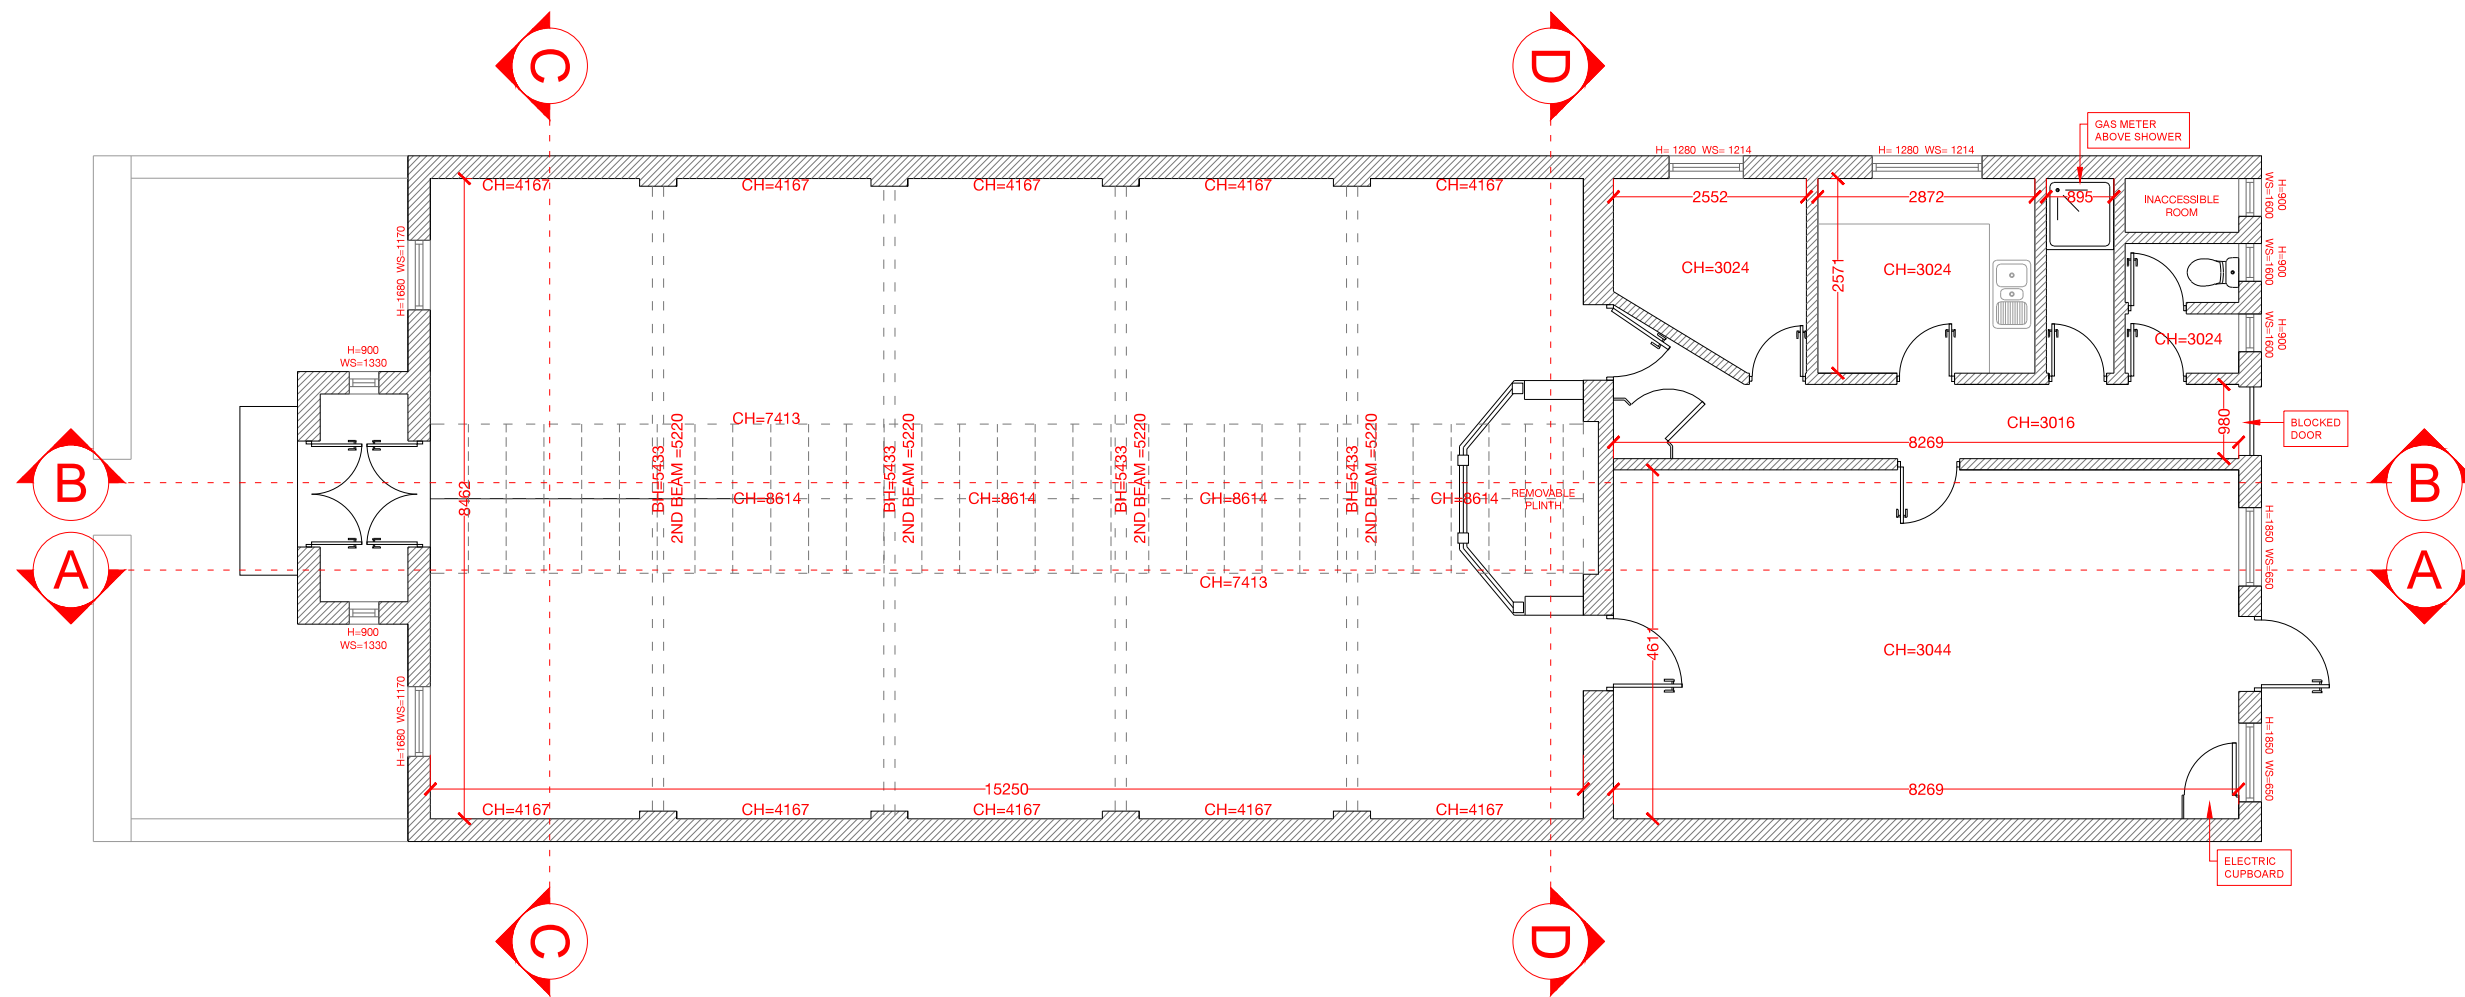 C
D
GAS METER
ABOVE SHOWER
H= 1280 WS= 1214
H= 1280 WS= 1214
CH=4167
CH=4167
CH=4167
CH=4167
CH=4167
2552
2872
895
INACCESSIBLE
ROOM
H=900
WS=1600
H=1680 WS=1170
CH=3024
2571
CH=3024
H=900
WS=1600
H=900
WS=1330
CH=3024
H=900
WS=1600
CH=7413
CH=3016
980
BLOCKED
DOOR
8269
B
8462
BH=5433
2ND BEAM =5220
BH=5433
2ND BEAM =5220
BH=5433
2ND BEAM =5220
BH=5433
2ND BEAM =5220
CH=8614
CH=8614
CH=8614
CH=8614
REMOVABLE
PLINTH
B
H=1850 WS=650
A
CH=7413
A
H=900
WS=1330
4611
CH=3044
H=1680 WS=1170
H=1850 WS=650
15250
8269
CH=4167
CH=4167
CH=4167
CH=4167
CH=4167
ELECTRIC
CUPBOARD
C
D